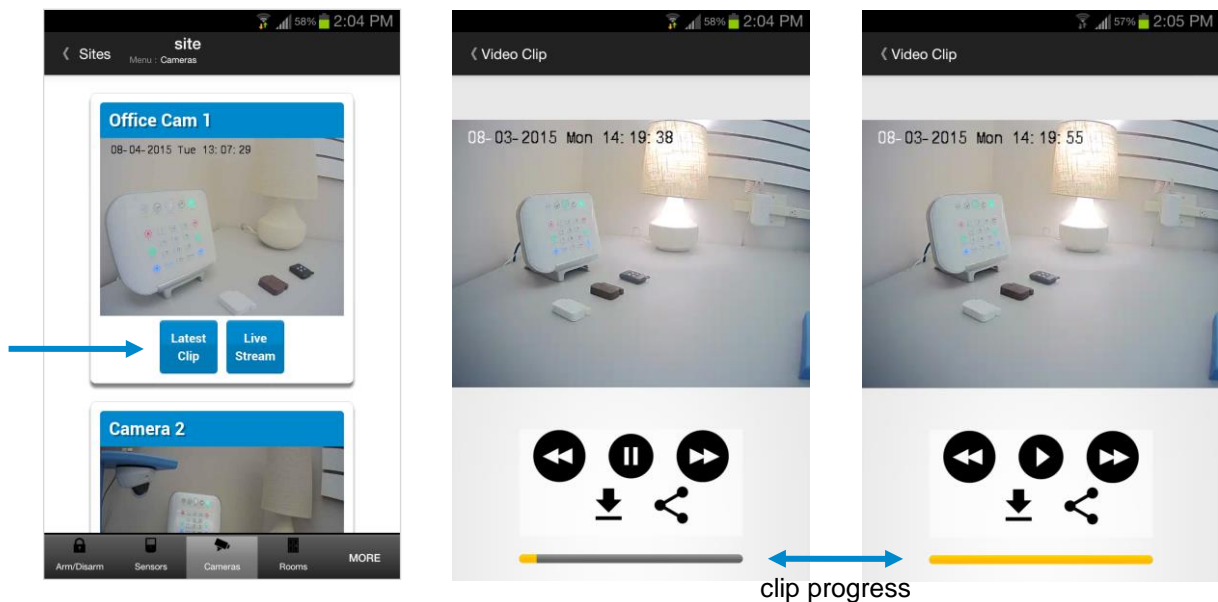 58% 2:04 PM
Sites
site
Menu : Cameras
Office Cam 1
08-04-2015 Tue 13:07:29
Latest Clip
Live Stream
Camera 2
Arm/Disarm
Sensors
Cameras
Rooms
MORE
58% 2:04 PM
Video Clip
08-03-2015 Mon 14:19:38
57% 2:05 PM
Video Clip
08-03-2015 Mon 14:19:55
clip progress